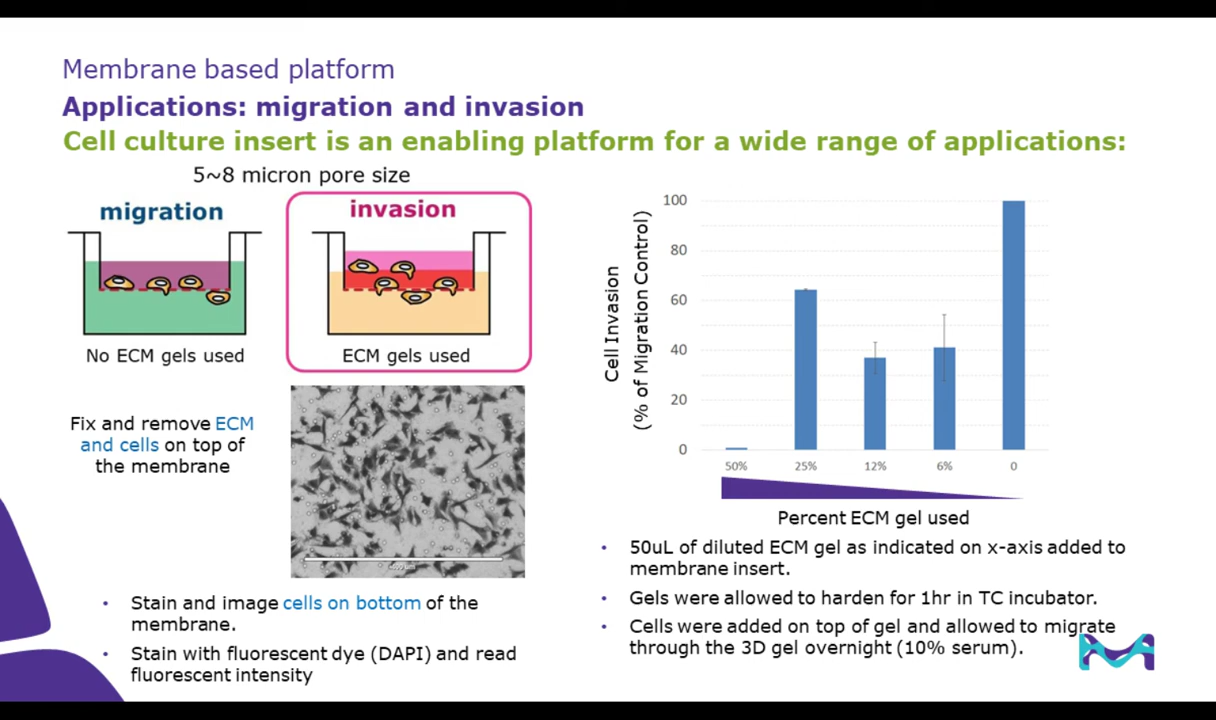 Membrane based platform
Applications: migration and invasion
Cell culture insert is an enabling platform for a wide range of applications:
5~8 micron pore size
migration
invasion
No ECM gels used
ECM gels used
Fix and remove ECM
and cells on top of
the membrane
• Stain and image cells on bottom of the
membrane.
• Stain with fluorescent dye (DAPI) and read
fluorescent intensity
Cell Invasion
(% of Migration Control)
100
80
60
40
20
0
50% 25% 12% 6% 0
Percent ECM gel used
• 50uL of diluted ECM gel as indicated on x-axis added to
membrane insert.
• Gels were allowed to harden for 1hr in TC incubator.
• Cells were added on top of gel and allowed to migrate
through the 3D gel overnight (10% serum).
M